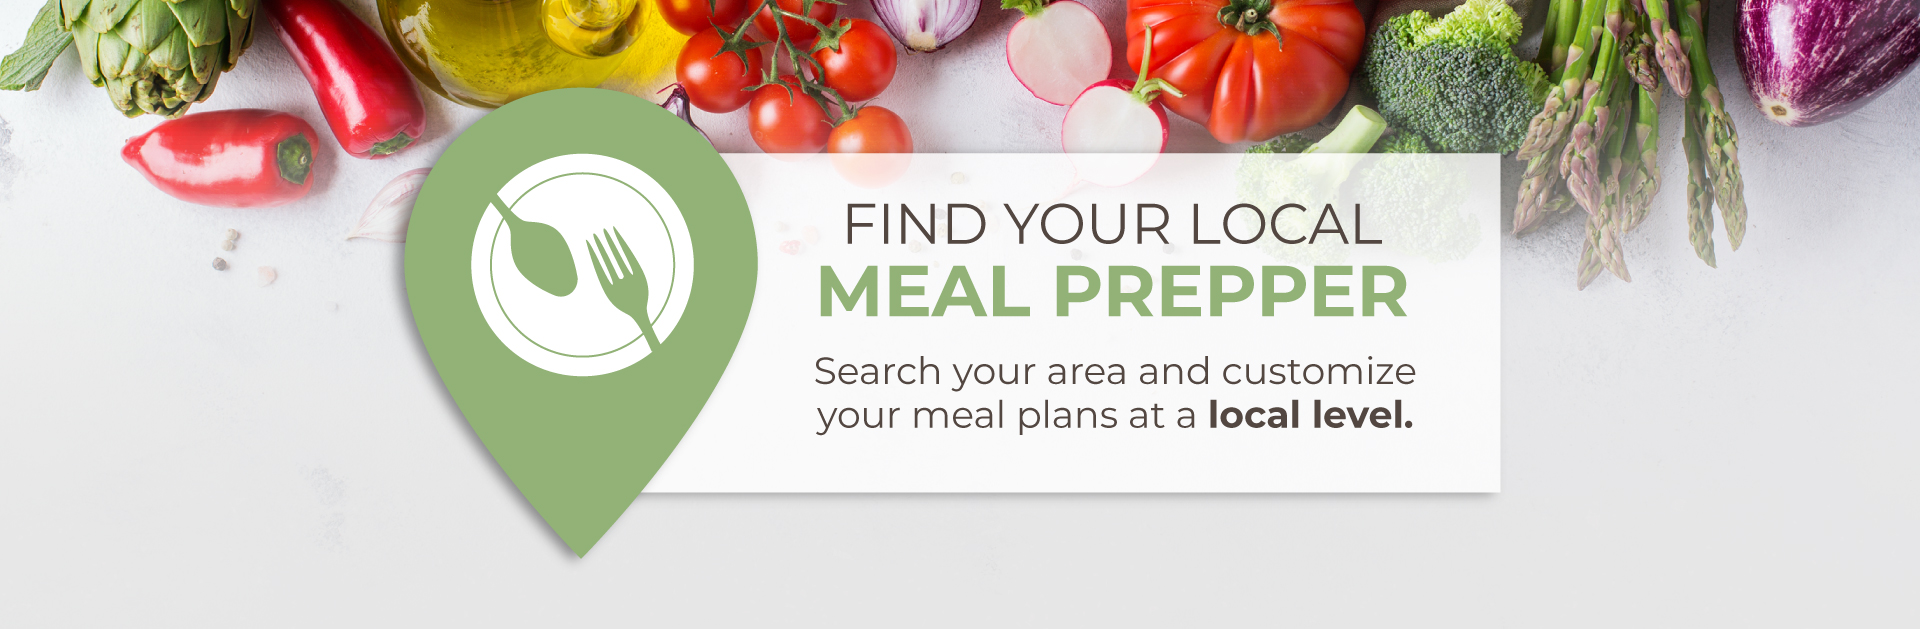 FIND YOUR LOCAL
MEAL PREPPER
Search your area and customize
your meal plans at a local level.